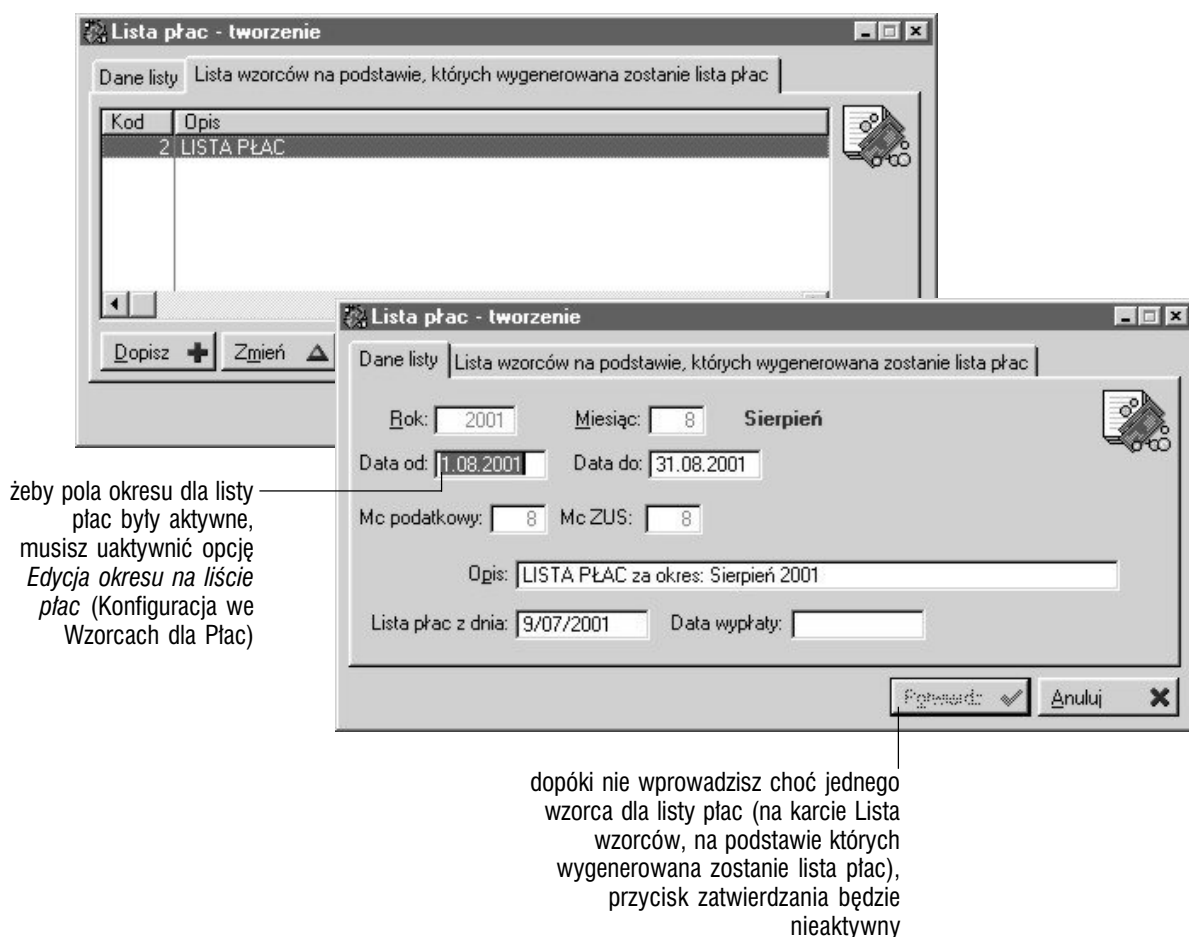 Lista płac - tworzenie
Dane listy
Lista wzorców na podstawie, których wygenerowana zostanie lista płac
Kod Opis
2 LISTA PŁAC
Dopisz
Zmień
Lista płac - tworzenie
Dane listy
Lista wzorców na podstawie, których wygenerowana zostanie lista płac
Rok: 2001 Miesiąc: 8 Sierpień
Data od: 1.08.2001 Data do: 31.08.2001
Mc podatkowy: 8 Mc ZUS: 8
Opis: LISTA PŁAC za okres: Sierpień 2001
Lista płac z dnia: 9/07/2001 Data wypłaty:
Potwierdź Anuluj
żeby pola okresu dla listy
płac były aktywne,
musisz uaktywnić opcję
Edycja okresu na liście
płac (Konfiguracja we
Wzorcach dla Płac)
dopóki nie wprowadzisz choć jednego
wzorca dla listy płac (na karcie Lista
wzorców, na podstawie których
wygenerowana zostanie lista płac),
przycisk zatwierdzania będzie
nieaktywny